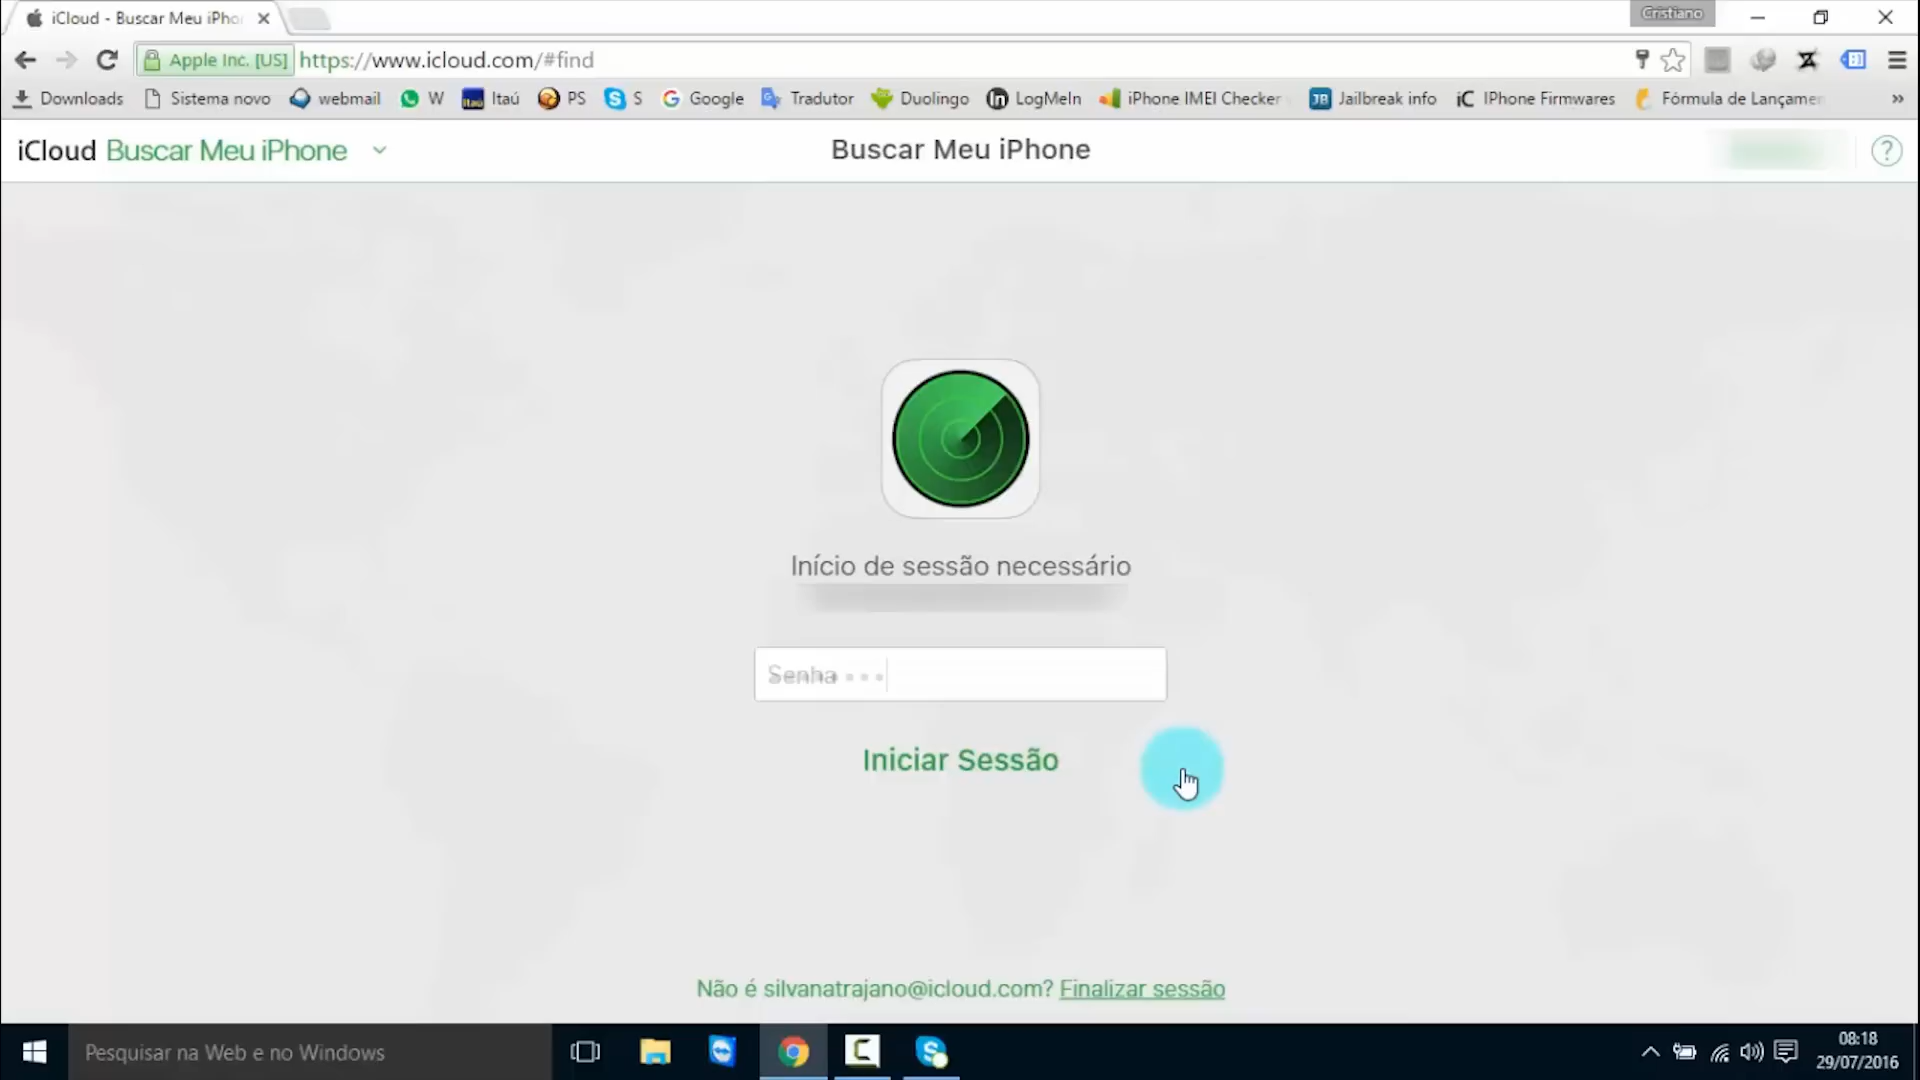 iCloud - Buscar Meu iPho
Cristiano
Apple Inc. [US] https://www.icloud.com/#find
Downloads Sistema novo webmail W Itaú PS S Google Tradutor Duolingo LogMeIn iPhone IMEI Checker Jailbreak info IPhone Firmwares Fórmula de Lançamen »
iCloud Buscar Meu iPhone
Buscar Meu iPhone
?
Início de sessão necessário
Senha
Iniciar Sessão
Não é silvanatrajano@icloud.com? Finalizar sessão
Pesquisar na Web e no Windows
08:18
29/07/2016